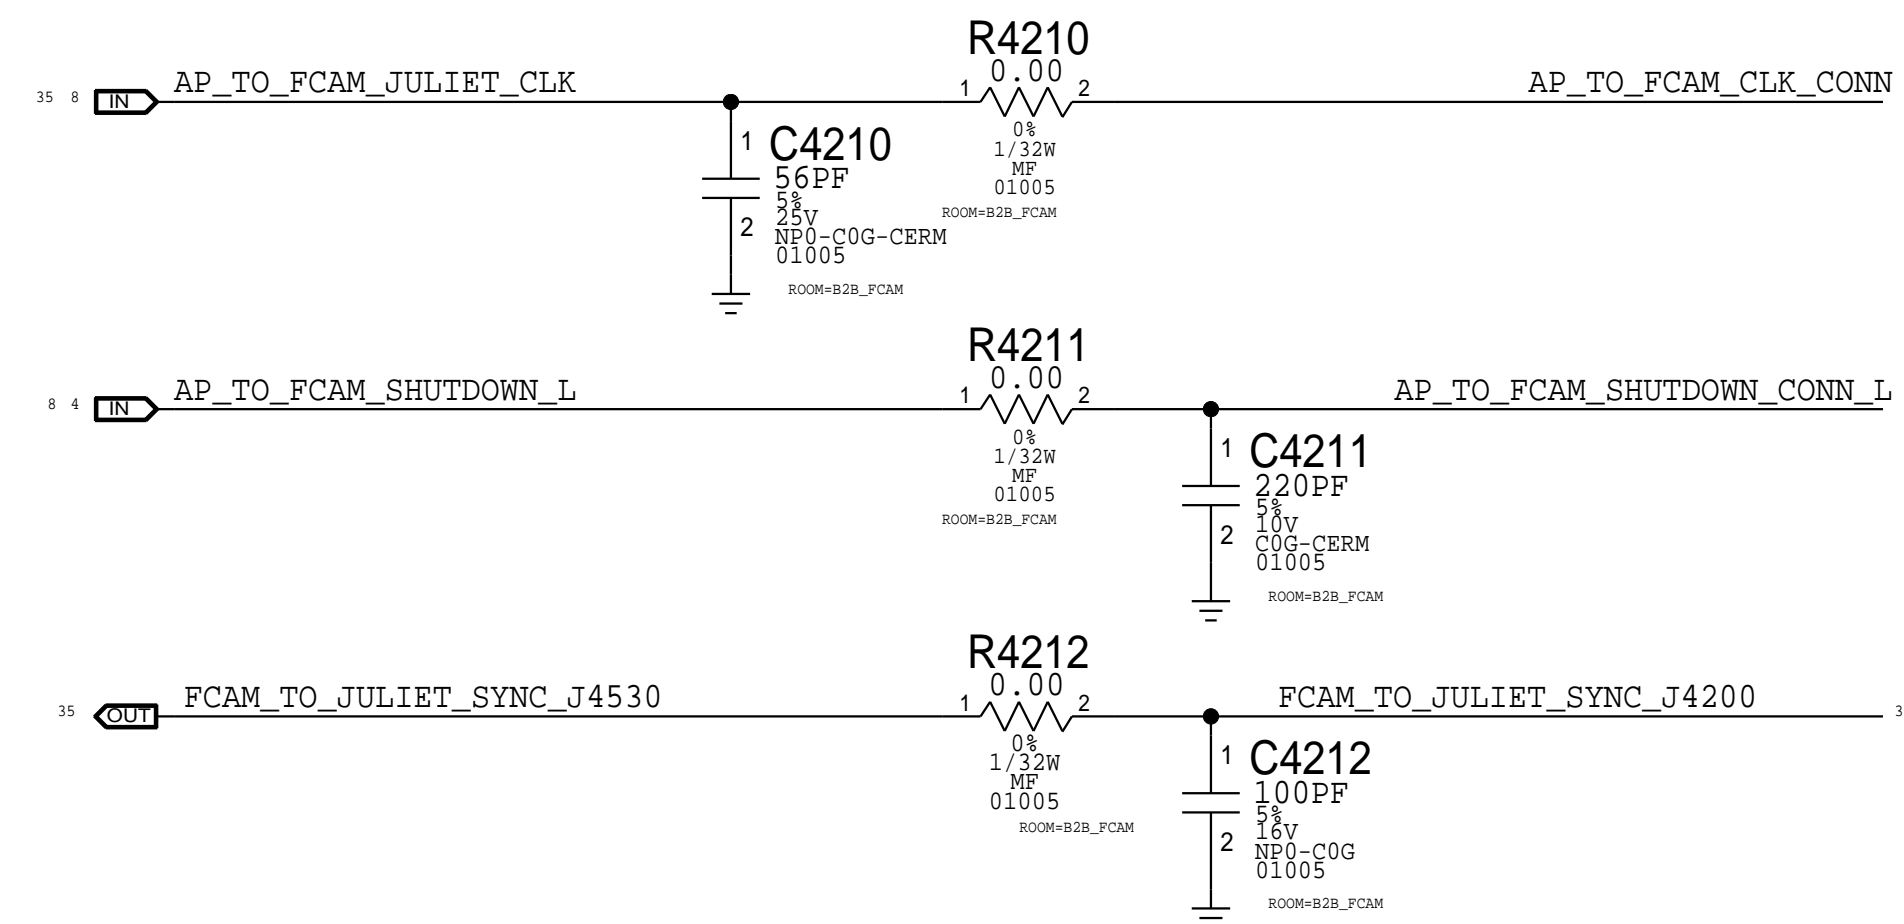 R4210
0.00
AP_TO_FCAM_JULIET_CLK
AP_TO_FCAM_CLK_CONN
35 8 IN
1 2
0%
1/32W
MF
01005
ROOM=B2B_FCAM
1 C4210
56PF
5%
25V
2
NP0-C0G-CERM
01005
ROOM=B2B_FCAM
R4211
0.00
AP_TO_FCAM_SHUTDOWN_L
AP_TO_FCAM_SHUTDOWN_CONN_L
8 4 IN
1 2
0%
1/32W
MF
01005
ROOM=B2B_FCAM
1 C4211
220PF
5%
10V
2
C0G-CERM
01005
ROOM=B2B_FCAM
R4212
0.00
FCAM_TO_JULIET_SYNC_J4530
FCAM_TO_JULIET_SYNC_J4200
35 OUT
1 2
3
0%
1/32W
MF
01005
ROOM=B2B_FCAM
1 C4212
100PF
5%
16V
2
NP0-C0G
01005
ROOM=B2B_FCAM